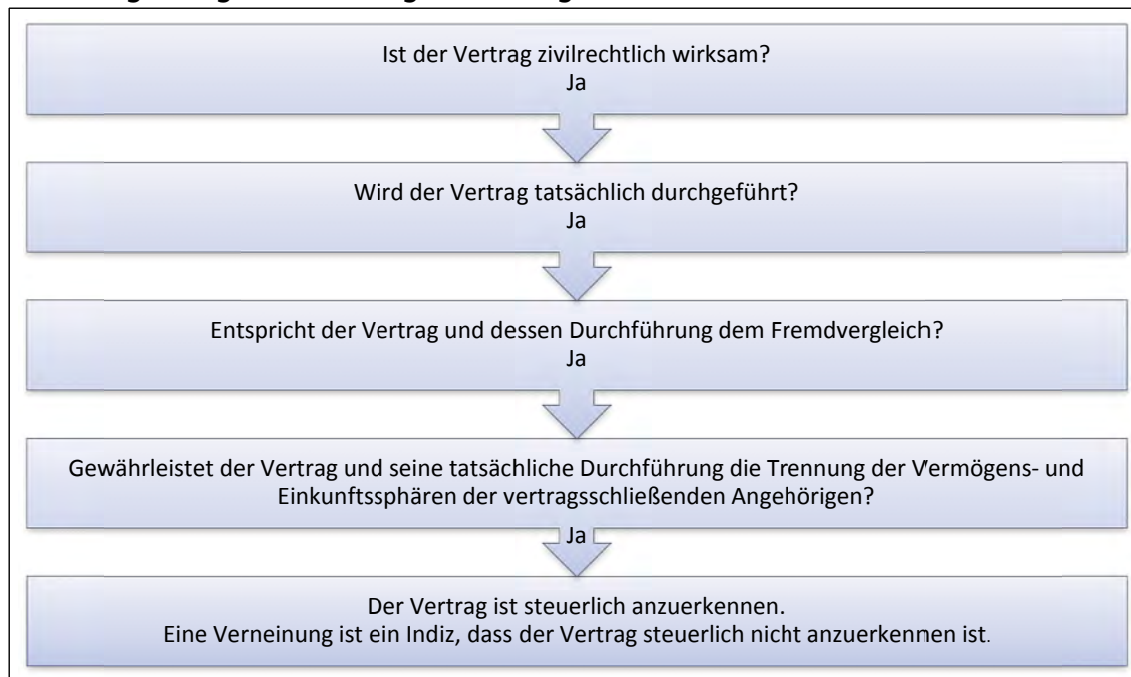 Ist der Vertrag zivilrechtlich wirksam?
Ja
Wird der Vertrag tatsächlich durchgeführt?
Ja
Entspricht der Vertrag und dessen Durchführung dem Fremdvergleich?
Ja
Gewährleistet der Vertrag und seine tatsächliche Durchführung die Trennung der Vermögens- und
Einkunftssphären der vertragsschließenden Angehörigen?
Ja
Der Vertrag ist steuerlich anzuerkennen.
Eine Verneinung ist ein Indiz, dass der Vertrag steuerlich nicht anzuerkennen ist.